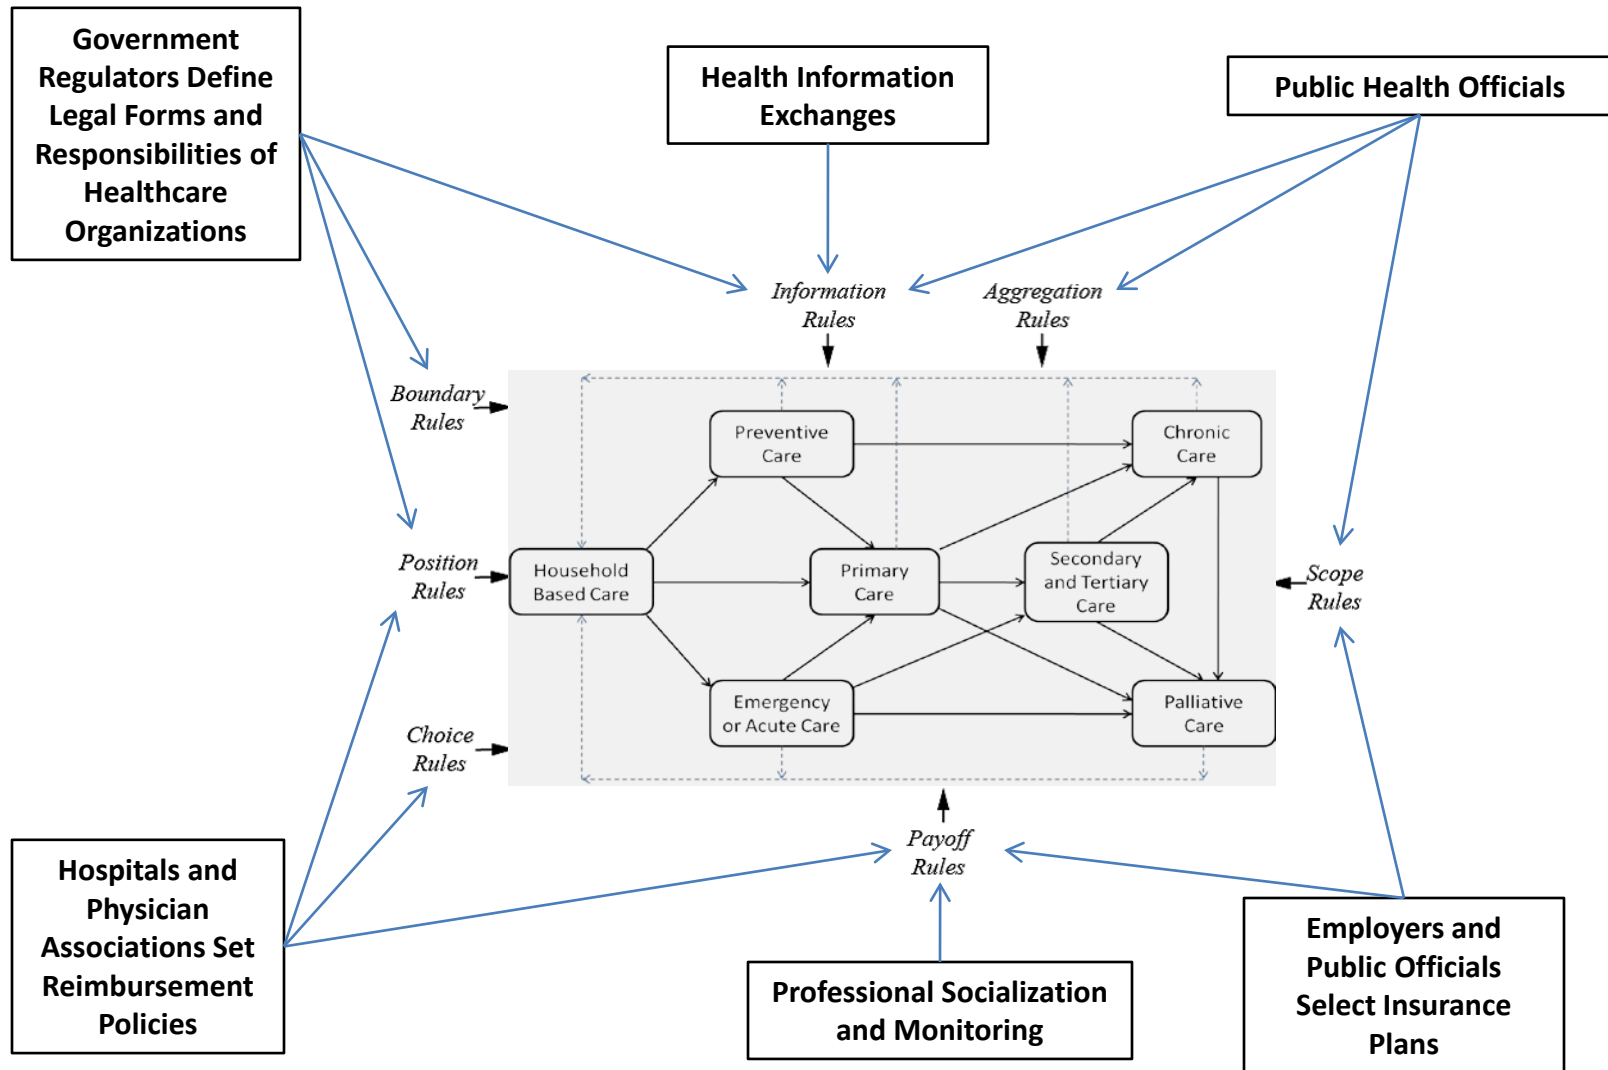 Government
Regulators Define
Legal Forms and
Responsibilities of
Healthcare
Organizations
Health Information
Exchanges
Public Health Officials
Information
Rules
Aggregation
Rules
Boundary
Rules
Preventive
Care
Chronic
Care
Position
Rules
Household
Based Care
Primary
Care
Secondary
and Tertiary
Care
Scope
Rules
Emergency
or Acute Care
Palliative
Care
Choice
Rules
Payoff
Rules
Hospitals and
Physician
Associations Set
Reimbursement
Policies
Professional Socialization
and Monitoring
Employers and
Public Officials
Select Insurance
Plans